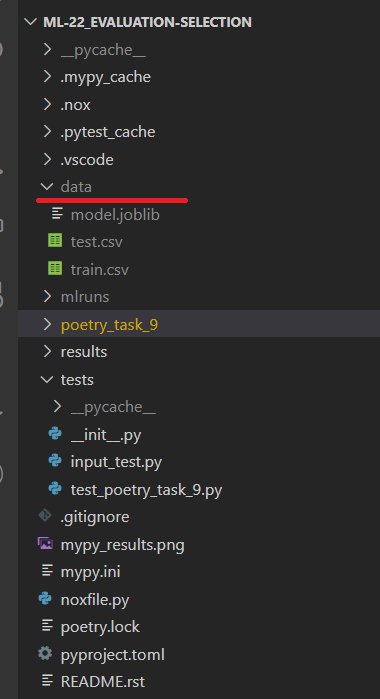 ML-22_EVALUATION-SELECTION
__pycache__
.mypy_cache
.nox
.pytest_cache
.vscode
data
model.joblib
test.csv
train.csv
mlruns
poetry_task_9
results
tests
__pycache__
__init__.py
input_test.py
test_poetry_task_9.py
.gitignore
mypy_results.png
mypy.ini
noxfile.py
poetry.lock
pyproject.toml
README.rst